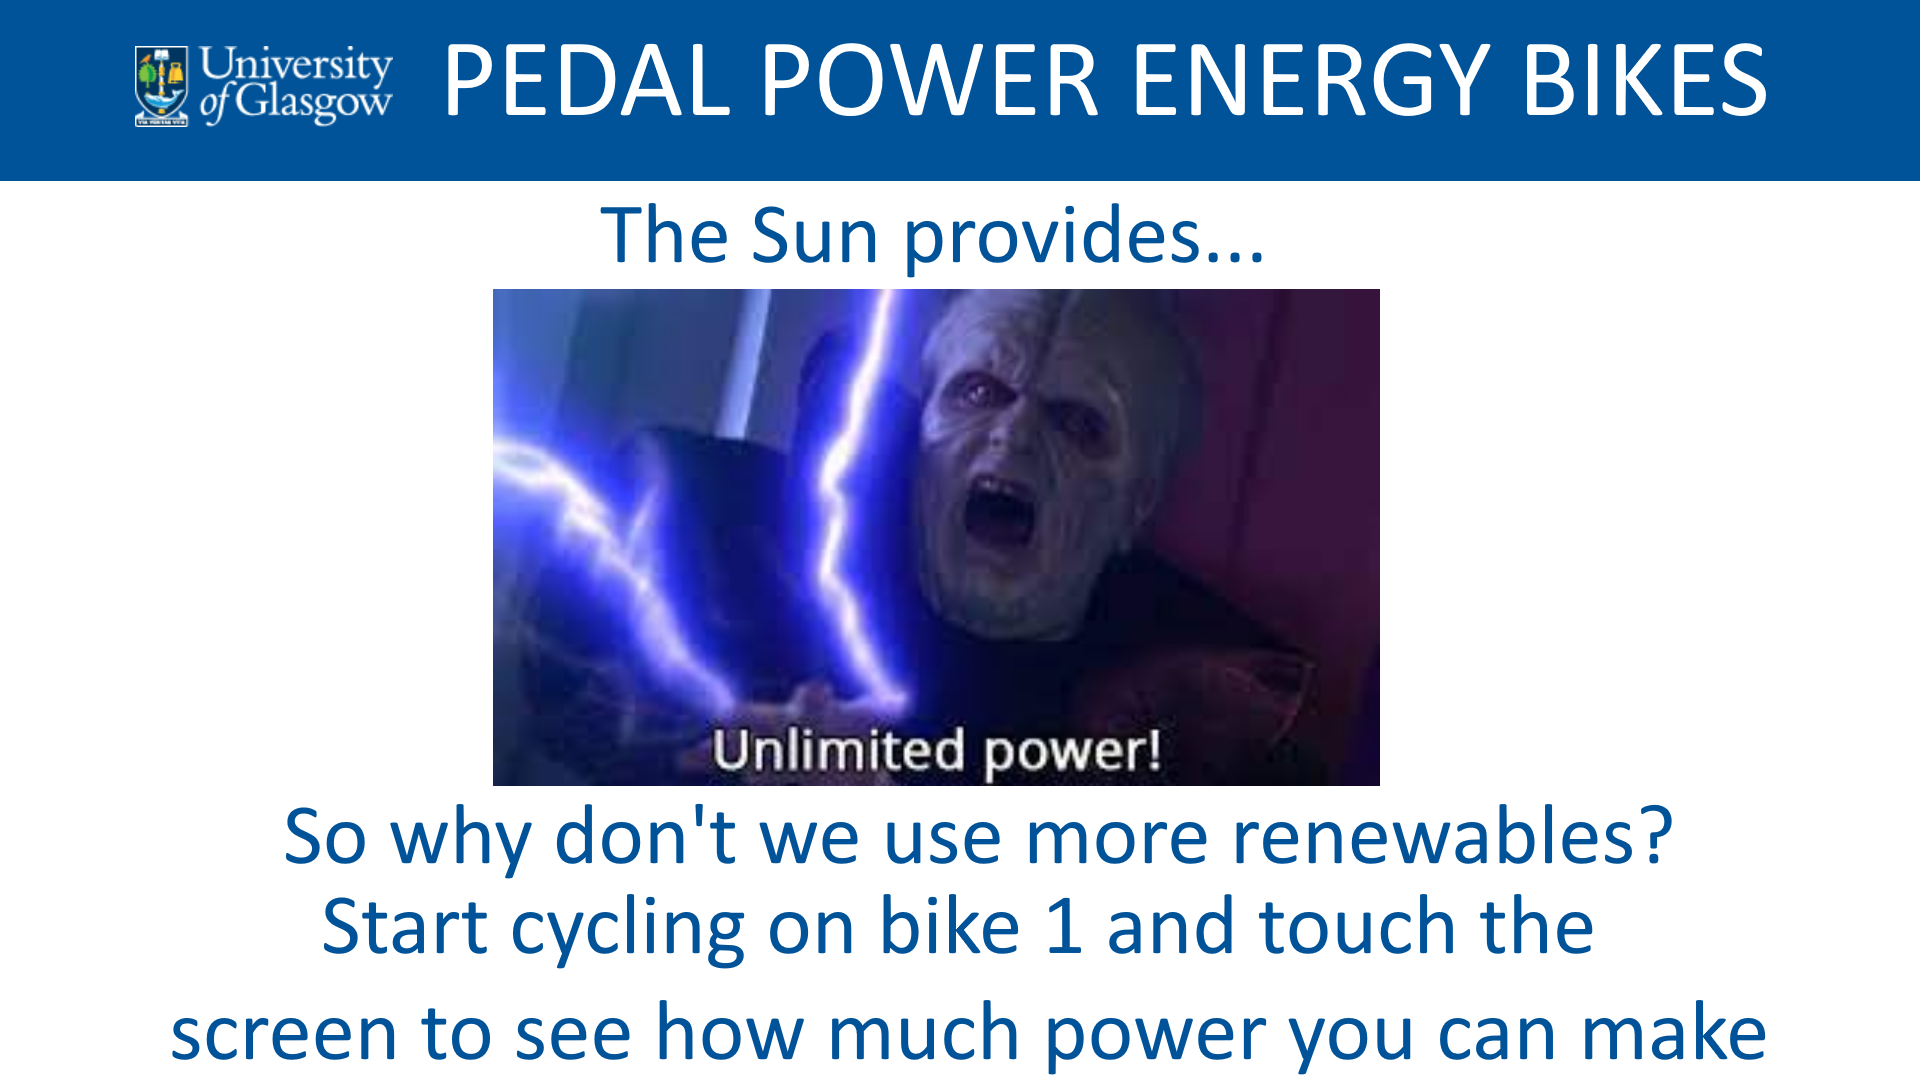 University
of Glasgow
PEDAL POWER ENERGY BIKES
The Sun provides...
Unlimited power!
So why don't we use more renewables?
Start cycling on bike 1 and touch the
screen to see how much power you can make